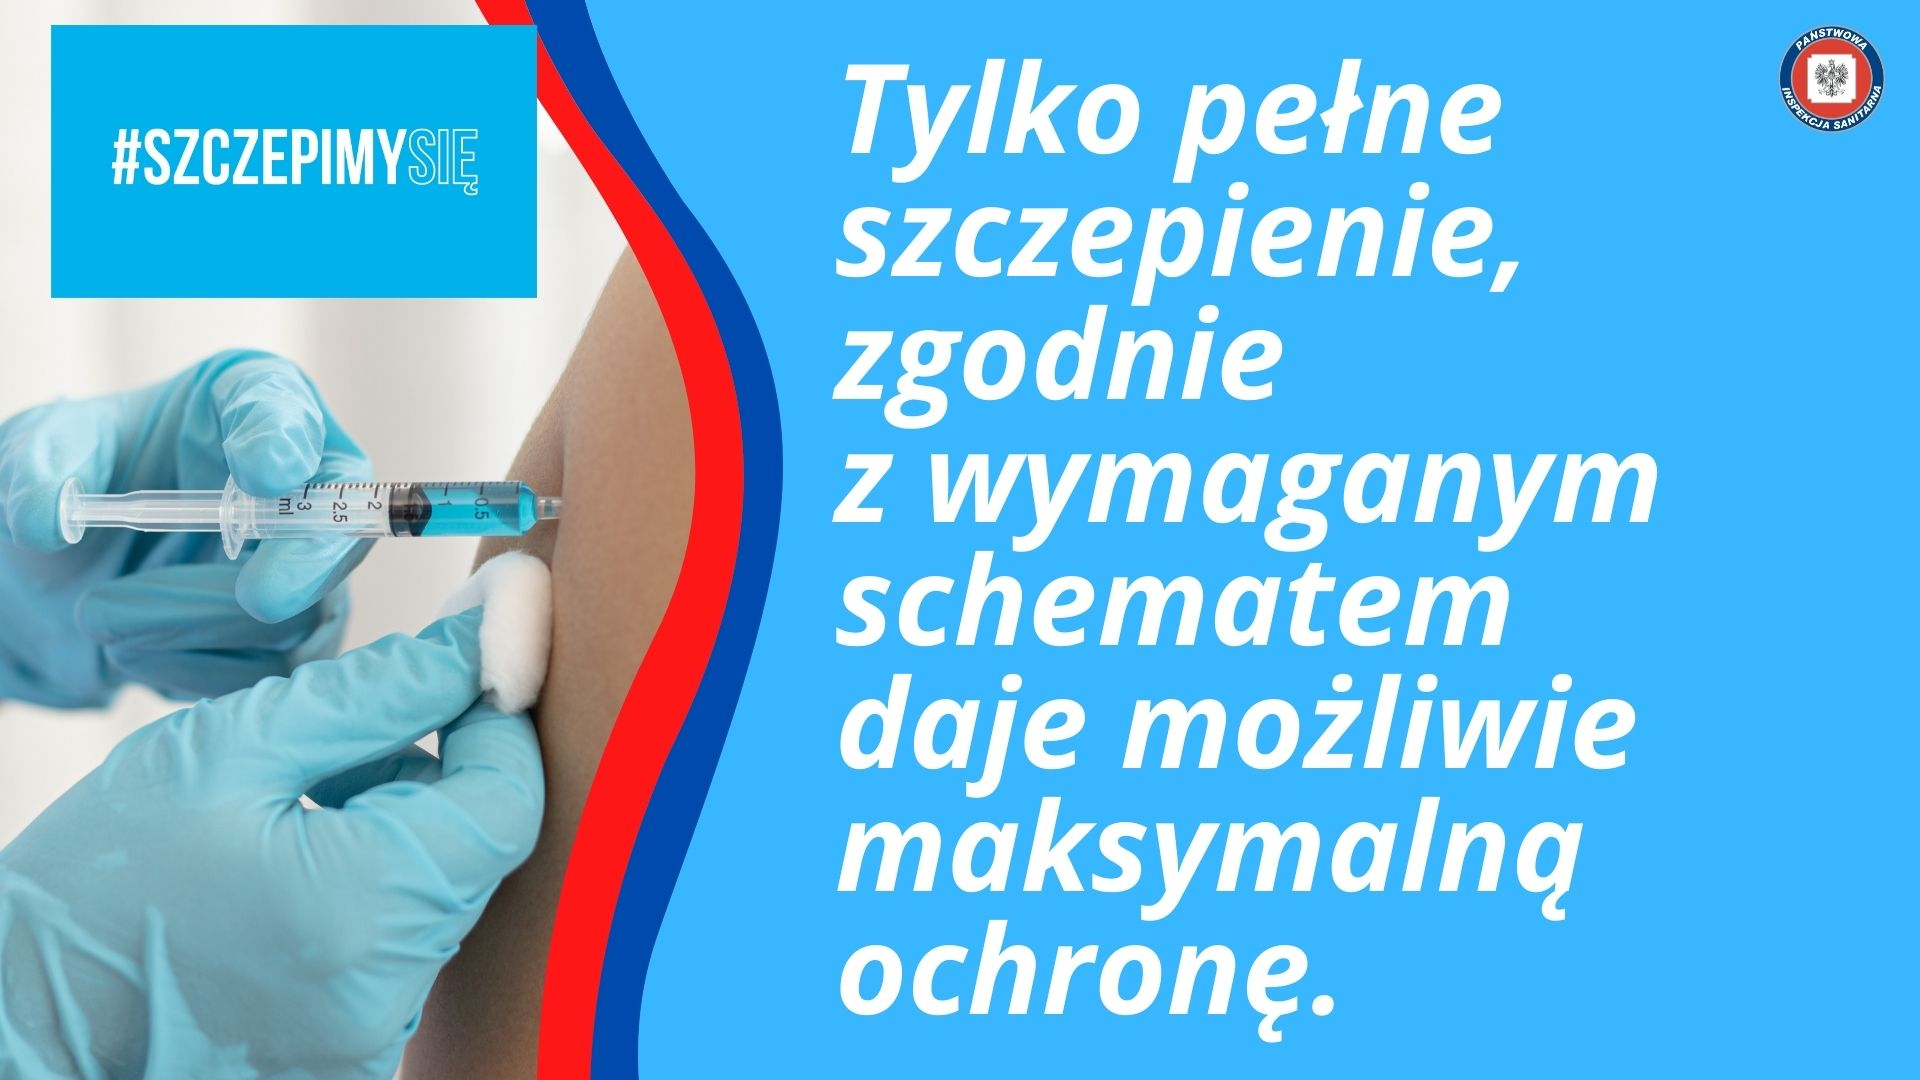 #SZCZEPIMYSIĘ
Tylko pełne
szczepienie,
zgodnie
z wymaganym
schematem
daje możliwie
maksymalną
ochronę.
PAŃSTWOWA
INSPEKCJA SANITARNA
ml 3 2,5 2 1 0,5